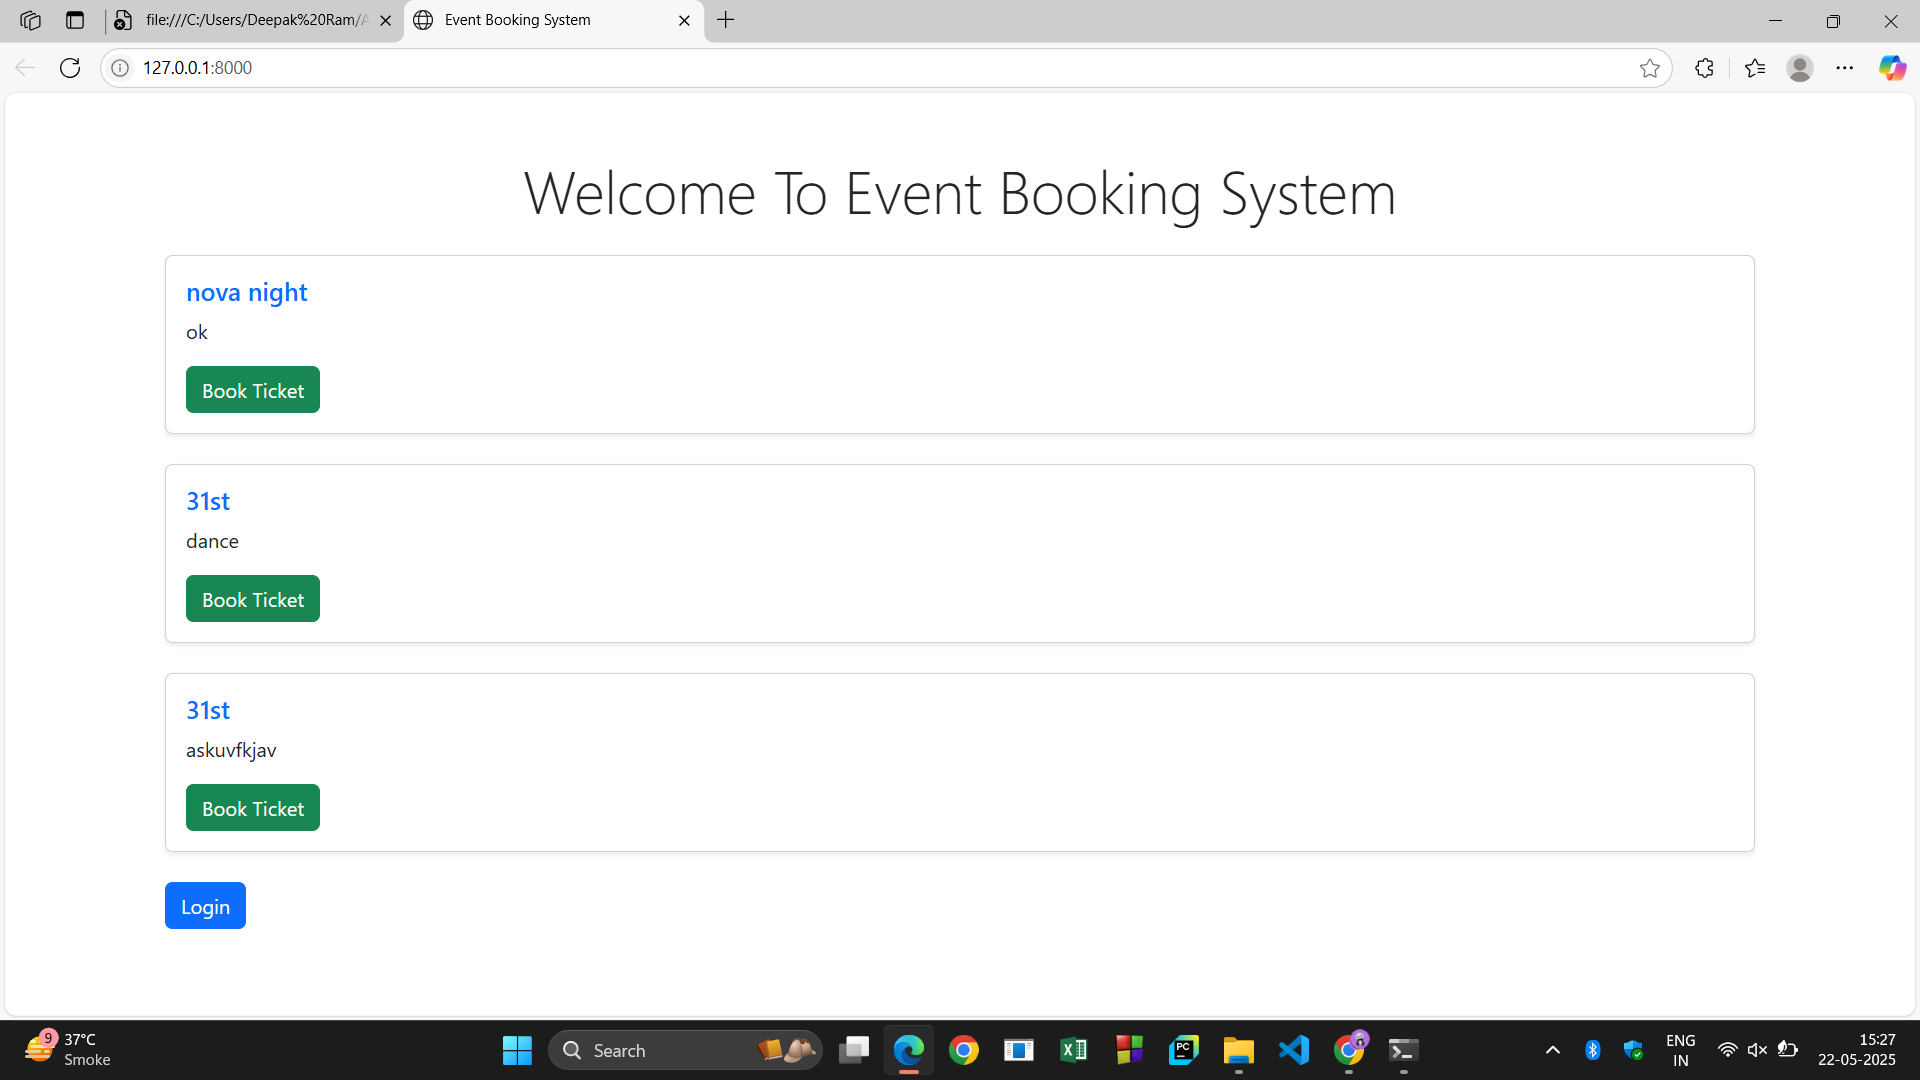 file:///C:/Users/Deepak%20Ram/A
Event Booking System
127.0.0.1:8000
Welcome To Event Booking System
nova night
ok
Book Ticket
31st
dance
Book Ticket
31st
askuvfkjav
Book Ticket
Login
9
37°C
Smoke
Search
PC
ENG
IN
15:27
22-05-2025